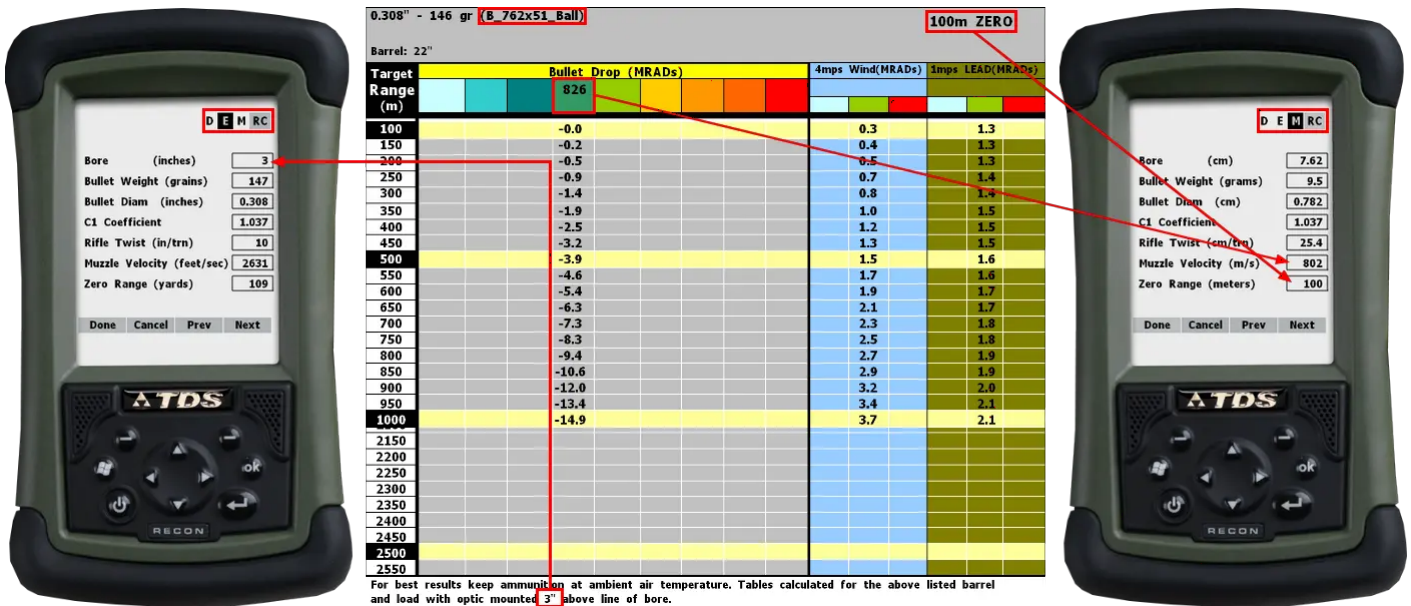 D E M RC
Bore (inches) 3
Bullet Weight (grains) 147
Bullet Diam (inches) 0.308
C1 Coefficient 1.037
Rifle Twist (in/trn) 10
Muzzle Velocity (feet/sec) 2631
Zero Range (yards) 109
Done Cancel Prev Next
TDS
ok
RECON
0.308" - 146 gr (B_762x51_Ball)
100m ZERO
Barrel: 22"
Target Range (m)
Bullet Drop (MRADs)
4mps Wind(MRADs)
1mps LEAD(MRADs)
826
100 -0.0 0.3 1.3
150 -0.2 0.4 1.3
200 -0.5 0.5 1.3
250 -0.9 0.7 1.4
300 -1.4 0.8 1.4
350 -1.9 1.0 1.5
400 -2.5 1.2 1.5
450 -3.2 1.3 1.5
500 -3.9 1.5 1.6
550 -4.6 1.7 1.6
600 -5.4 1.9 1.7
650 -6.3 2.1 1.7
700 -7.3 2.3 1.8
750 -8.3 2.5 1.8
800 -9.4 2.7 1.9
850 -10.6 2.9 1.9
900 -12.0 3.2 2.0
950 -13.4 3.4 2.1
1000 -14.9 3.7 2.1
2150
2200
2250
2300
2350
2400
2450
2500
2550
For best results keep ammunition at ambient air temperature. Tables calculated for the above listed barrel
and load with optic mounted 3" above line of bore.
D E M RC
Bore (cm) 7.62
Bullet Weight (grams) 9.5
Bullet Diam (cm) 0.782
C1 Coefficient 1.037
Rifle Twist (cm/trn) 25.4
Muzzle Velocity (m/s) 802
Zero Range (meters) 100
Done Cancel Prev Next
TDS
ok
RECON